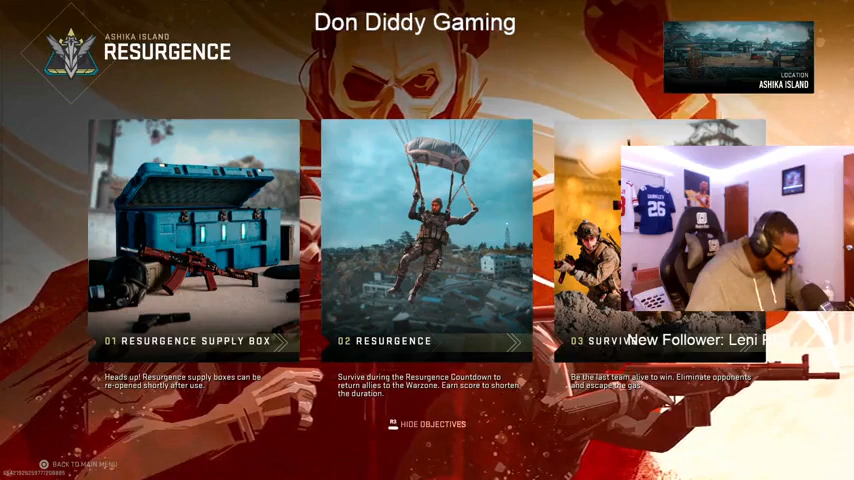 Don Diddy Gaming
ASHIKA ISLAND
RESURGENCE
LOCATION
ASHIKA ISLAND
26
01 RESURGENCE SUPPLY BOX
02 RESURGENCE
03 SURVIV
New Follower: Leni
Heads up! Resurgence supply boxes can be
re-opened shortly after use.
Survive during the Resurgence Countdown to
return allies to the Warzone. Earn score to shorten
the duration.
Be the last team alive to win. Eliminate opponents
and escape the gas.
R3 HIDE OBJECTIVES
BACK TO MAIN MENU